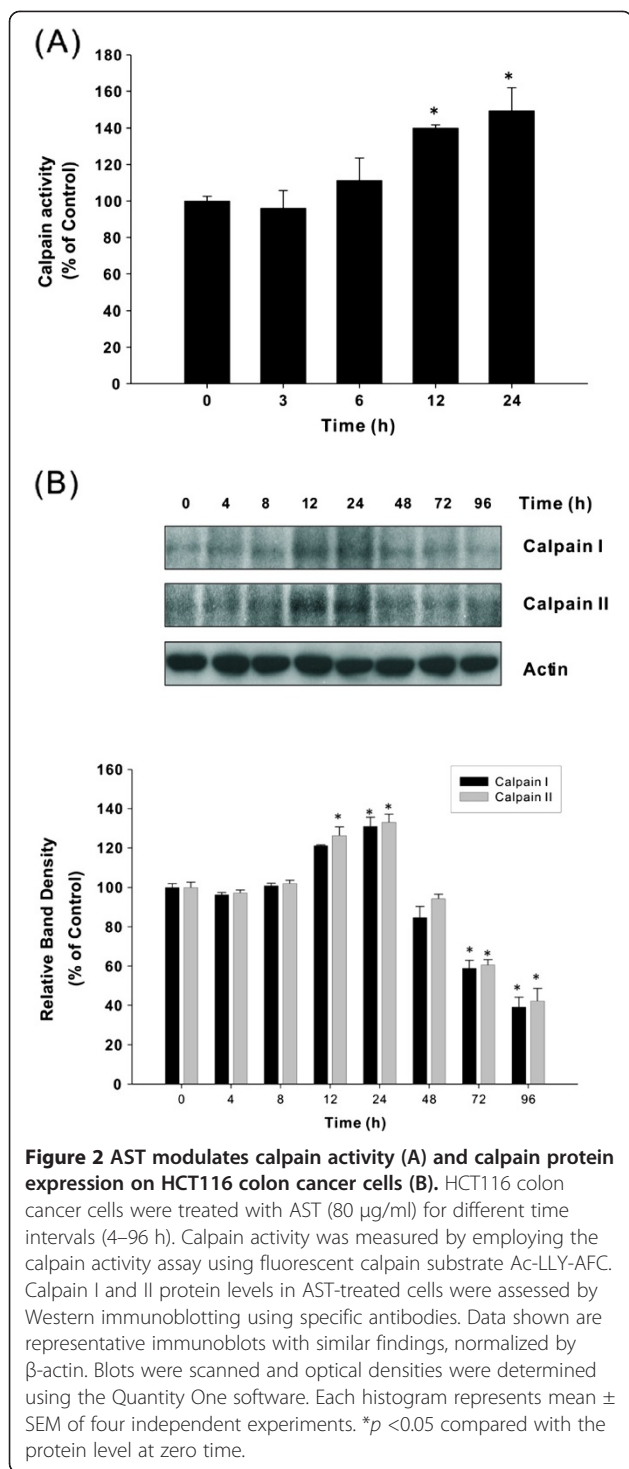 (A)
180
160
140
120
100
80
60
40
20
0
Calpain activity
(% of Control)
*
*
0 3 6 12 24
Time (h)
(B)
0 4 8 12 24 48 72 96 Time (h)
Calpain I
Calpain II
Actin
160
140
120
100
80
60
40
20
0
Relative Band Density
(% of Control)
Calpain I
Calpain II
* * *
* *
* *
0 4 8 12 24 48 72 96
Time (h)
Figure 2 AST modulates calpain activity (A) and calpain protein
expression on HCT116 colon cancer cells (B). HCT116 colon
cancer cells were treated with AST (80 μg/ml) for different time
intervals (4–96 h). Calpain activity was measured by employing the
calpain activity assay using fluorescent calpain substrate Ac-LLY-AFC.
Calpain I and II protein levels in AST-treated cells were assessed by
Western immunoblotting using specific antibodies. Data shown are
representative immunoblots with similar findings, normalized by
β-actin. Blots were scanned and optical densities were determined
using the Quantity One software. Each histogram represents mean ±
SEM of four independent experiments. *p <0.05 compared with the
protein level at zero time.